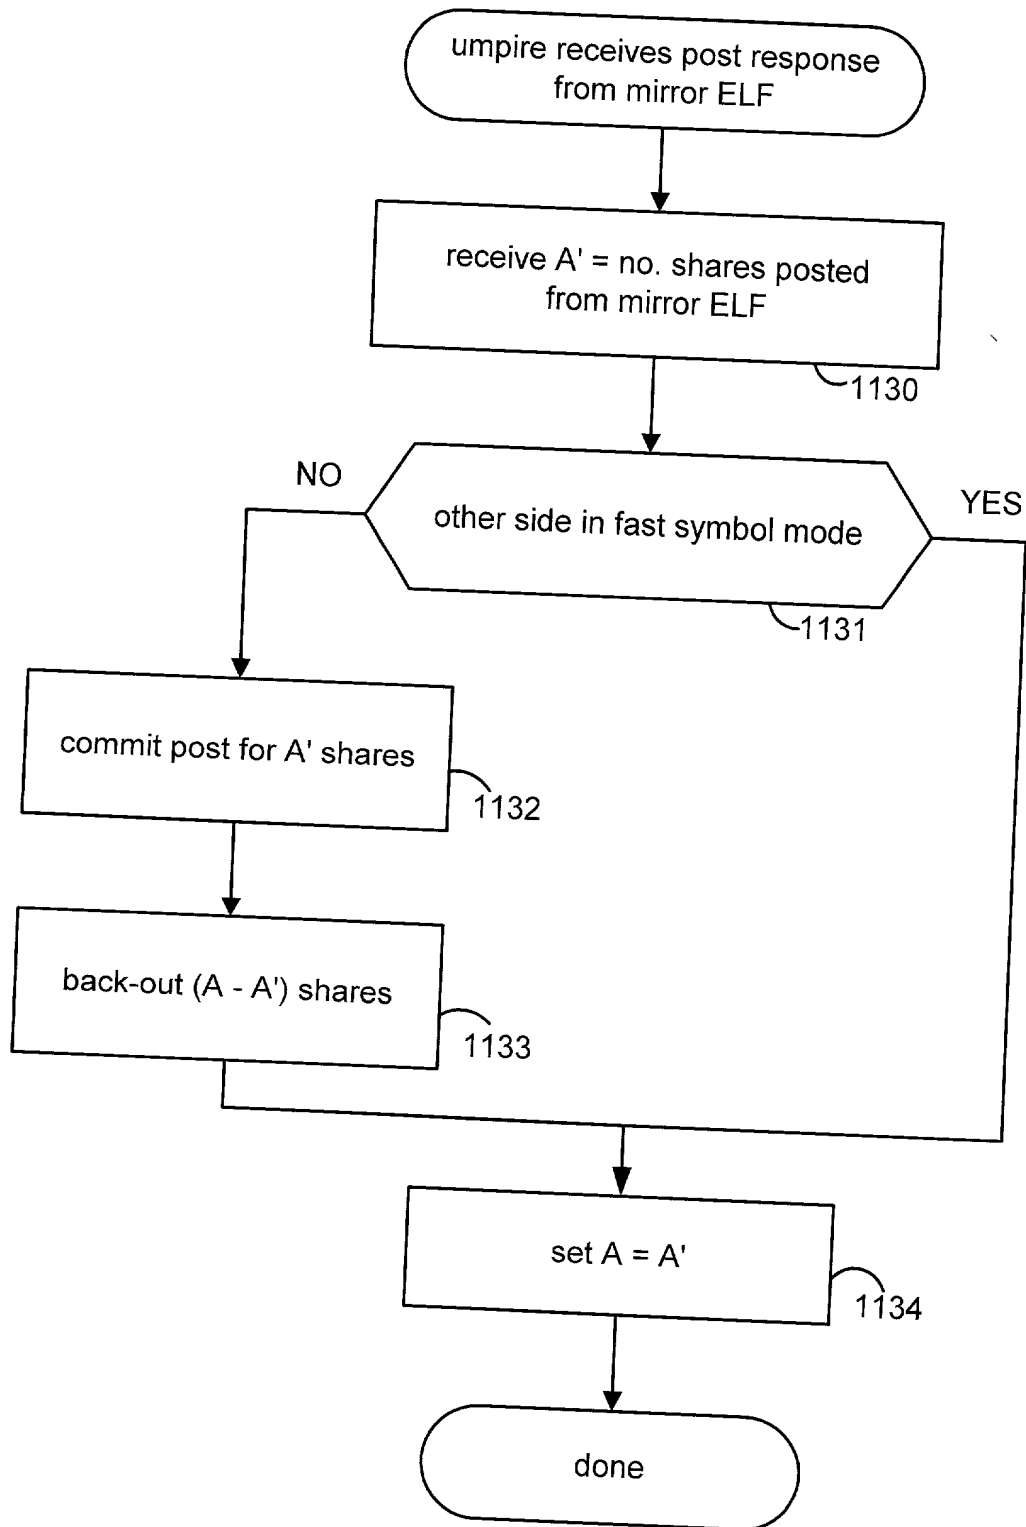 umpire receives post response
from mirror ELF
receive A' = no. shares posted
from mirror ELF
1130
NO
YES
other side in fast symbol mode
1131
commit post for A' shares
1132
back-out (A - A') shares
1133
set A = A'
1134
done